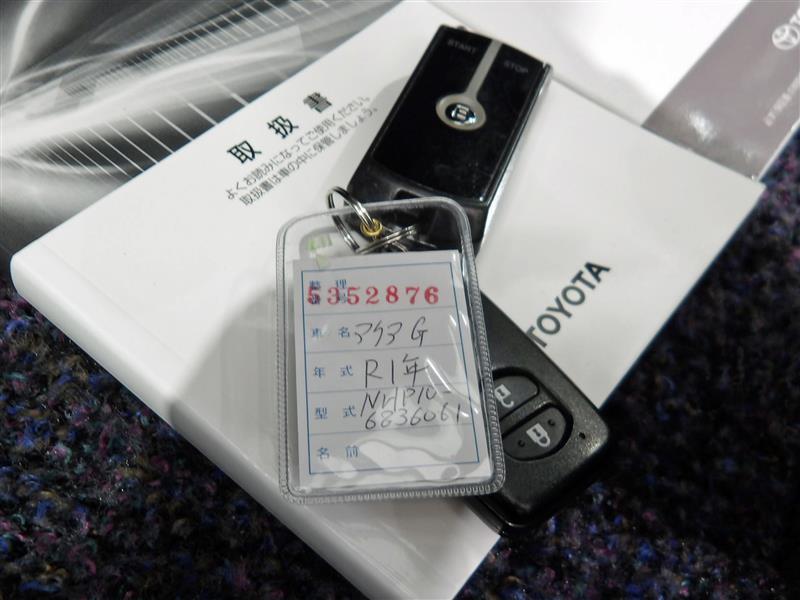 取扱書
よくお読みになってご使用ください。
取扱書は車の中に保管しましょう。
START STOP
TOYOTA
整理
番号 5352876
車名 アクア G
年式 R1年
型式 NHP10-
6836061
名前